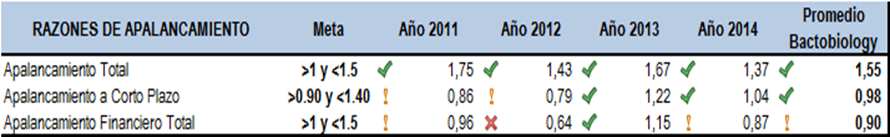 RAZONES DE APALANCAMIENTO Meta Año 2011 Año 2012 Año 2013 Año 2014 Promedio Bactobiology
Apalancamiento Total >1 y <1.5 1,75 1,43 1,67 1,37 1,55
Apalancamiento a Corto Plazo >0.90 y <1.40 0,86 0,79 1,22 1,04 0,98
Apalancamiento Financiero Total >1 y <1.5 0,96 0,64 1,15 0,87 0,90